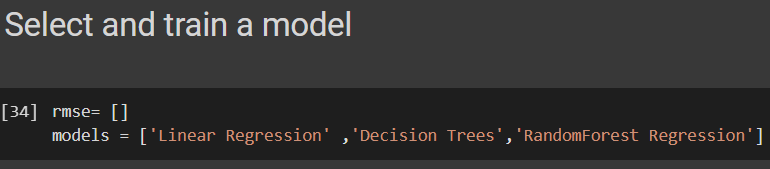 Select and train a model
[34] rmse= []
models = ['Linear Regression' ,'Decision Trees','RandomForest Regression']